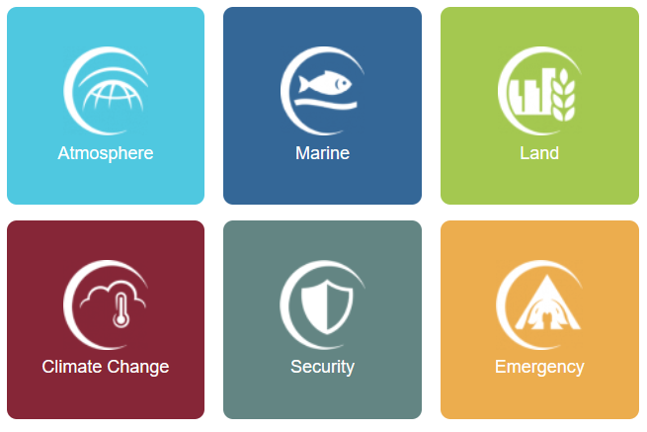 Atmosphere
Marine
Land
Climate Change
Security
Emergency